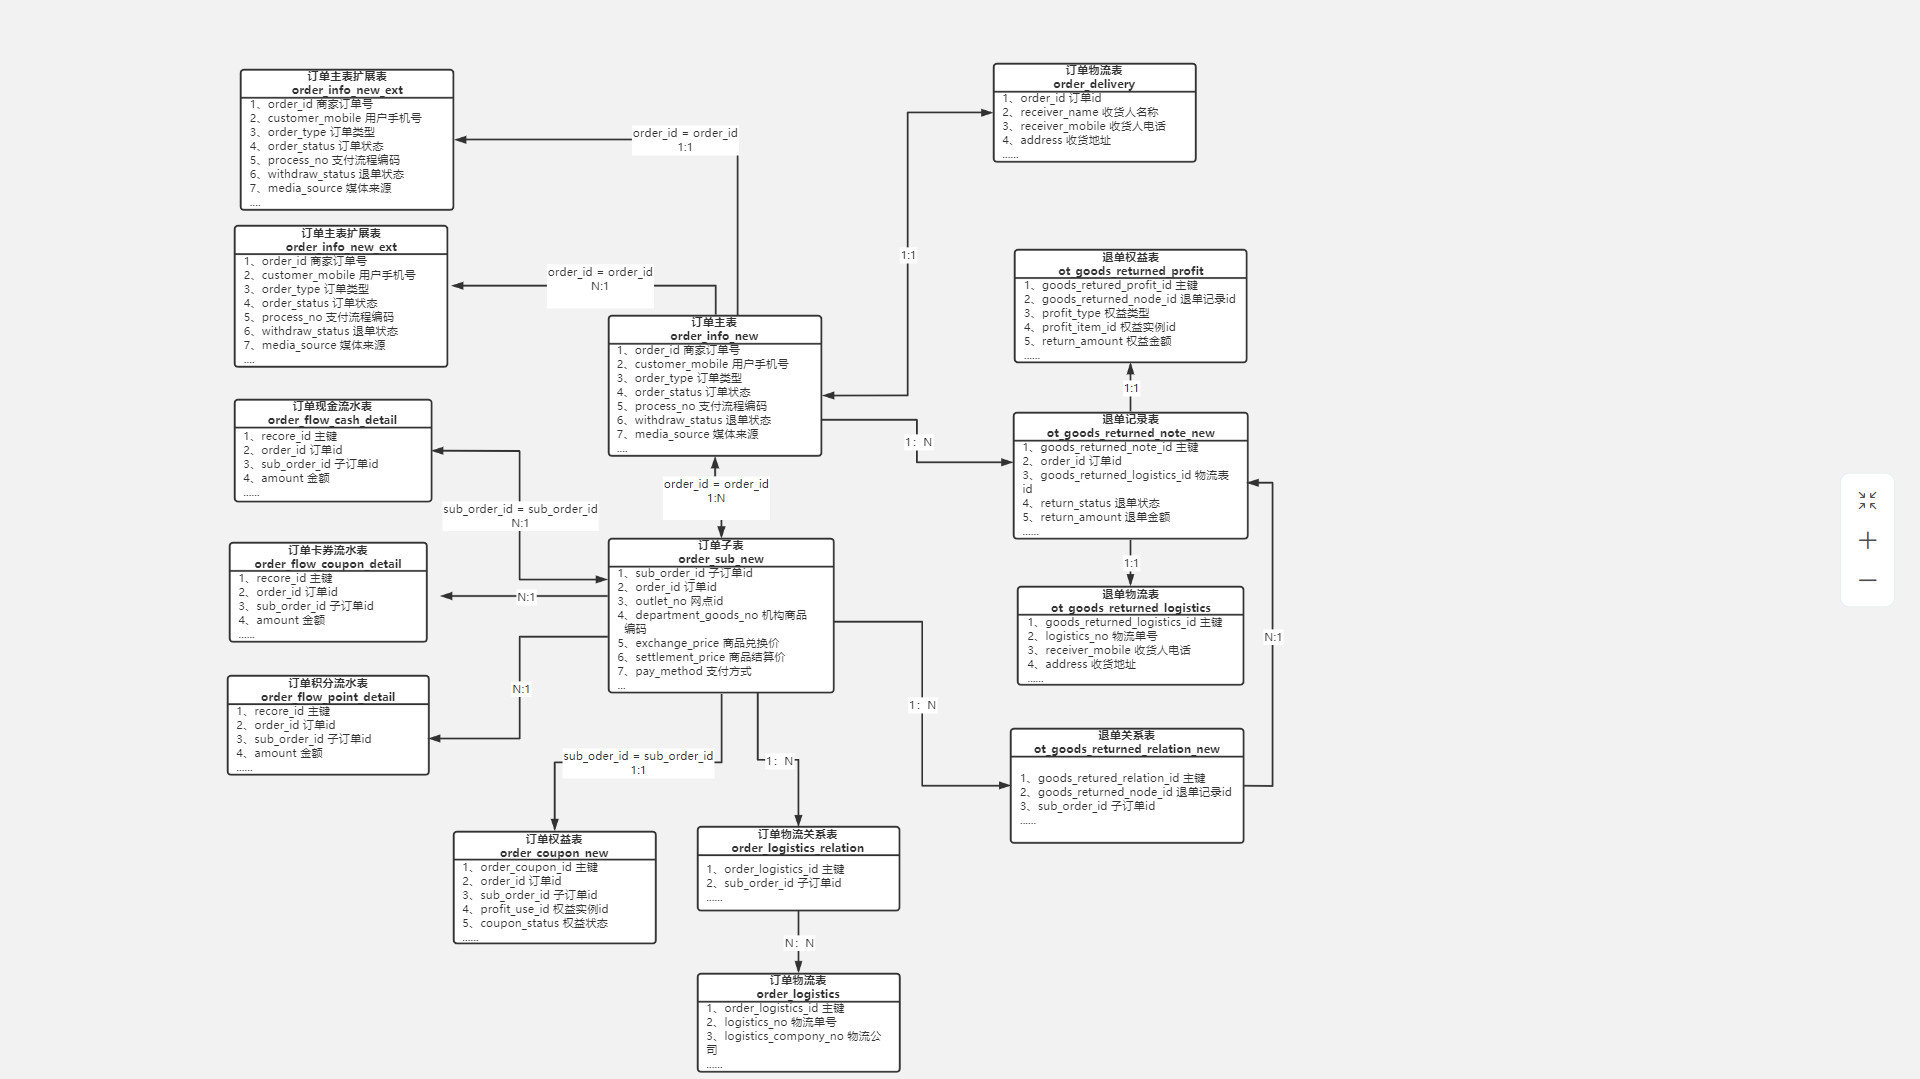 订单主表扩展表
order_info_new_ext
1、order_id 商家订单号
2、customer_mobile 用户手机号
3、order_type 订单类型
4、order_status 订单状态
5、process_no 支付流程编码
6、withdraw_status 退单状态
7、media_source 媒体来源
....
订单主表扩展表
order_info_new_ext
1、order_id 商家订单号
2、customer_mobile 用户手机号
3、order_type 订单类型
4、order_status 订单状态
5、process_no 支付流程编码
6、withdraw_status 退单状态
7、media_source 媒体来源
....
订单现金流水表
order_flow_cash_detail
1、recore_id 主键
2、order_id 订单id
3、sub_order_id 子订单id
4、amount 金额
......
订单卡券流水表
order_flow_coupon_detail
1、recore_id 主键
2、order_id 订单id
3、sub_order_id 子订单id
4、amount 金额
......
订单积分流水表
order_flow_point_detail
1、recore_id 主键
2、order_id 订单id
3、sub_order_id 子订单id
4、amount 金额
......
order_id = order_id
1:1
order_id = order_id
N:1
订单主表
order_info_new
1、order_id 商家订单号
2、customer_mobile 用户手机号
3、order_type 订单类型
4、order_status 订单状态
5、process_no 支付流程编码
6、withdraw_status 退单状态
7、media_source 媒体来源
....
order_id = order_id
1:N
sub_order_id = sub_order_id
N:1
N:1
N:1
订单子表
order_sub_new
1、sub_order_id 子订单id
2、order_id 订单id
3、outlet_no 网点id
4、department_goods_no 机构商品
编码
5、exchange_price 商品兑换价
6、settlement_price 商品结算价
7、pay_method 支付方式
...
sub_oder_id = sub_order_id
1:1
1：N
订单权益表
order_coupon_new
1、order_coupon_id 主键
2、order_id 订单id
3、sub_order_id 子订单id
4、profit_use_id 权益实例id
5、coupon_status 权益状态
......
订单物流关系表
order_logistics_relation
1、order_logistics_id 主键
2、sub_order_id 子订单id
......
N：N
订单物流表
order_logistics
1、order_logistics_id 主键
2、logistics_no 物流单号
3、logistics_compony_no 物流公
司
......
1:1
1：N
1：N
订单物流表
order_delivery
1、order_id 订单id
2、receiver_name 收货人名称
3、receiver_mobile 收货人电话
4、address 收货地址
......
退单权益表
ot_goods_returned_profit
1、goods_retured_profit_id 主键
2、goods_returned_node_id 退单记录id
3、profit_type 权益类型
4、profit_item_id 权益实例id
5、return_amount 权益金额
......
1:1
退单记录表
ot_goods_returned_note_new
1、goods_returned_note_id 主键
2、order_id 订单id
3、goods_returned_logistics_id 物流表
id
4、return_status 退单状态
5、return_amount 退单金额
......
1:1
退单物流表
ot_goods_returned_logistics
1、goods_returned_logistics_id 主键
2、logistics_no 物流单号
3、receiver_mobile 收货人电话
4、address 收货地址
......
N:1
退单关系表
ot_goods_returned_relation_new
1、goods_retured_relation_id 主键
2、goods_returned_node_id 退单记录id
3、sub_order_id 子订单id
......